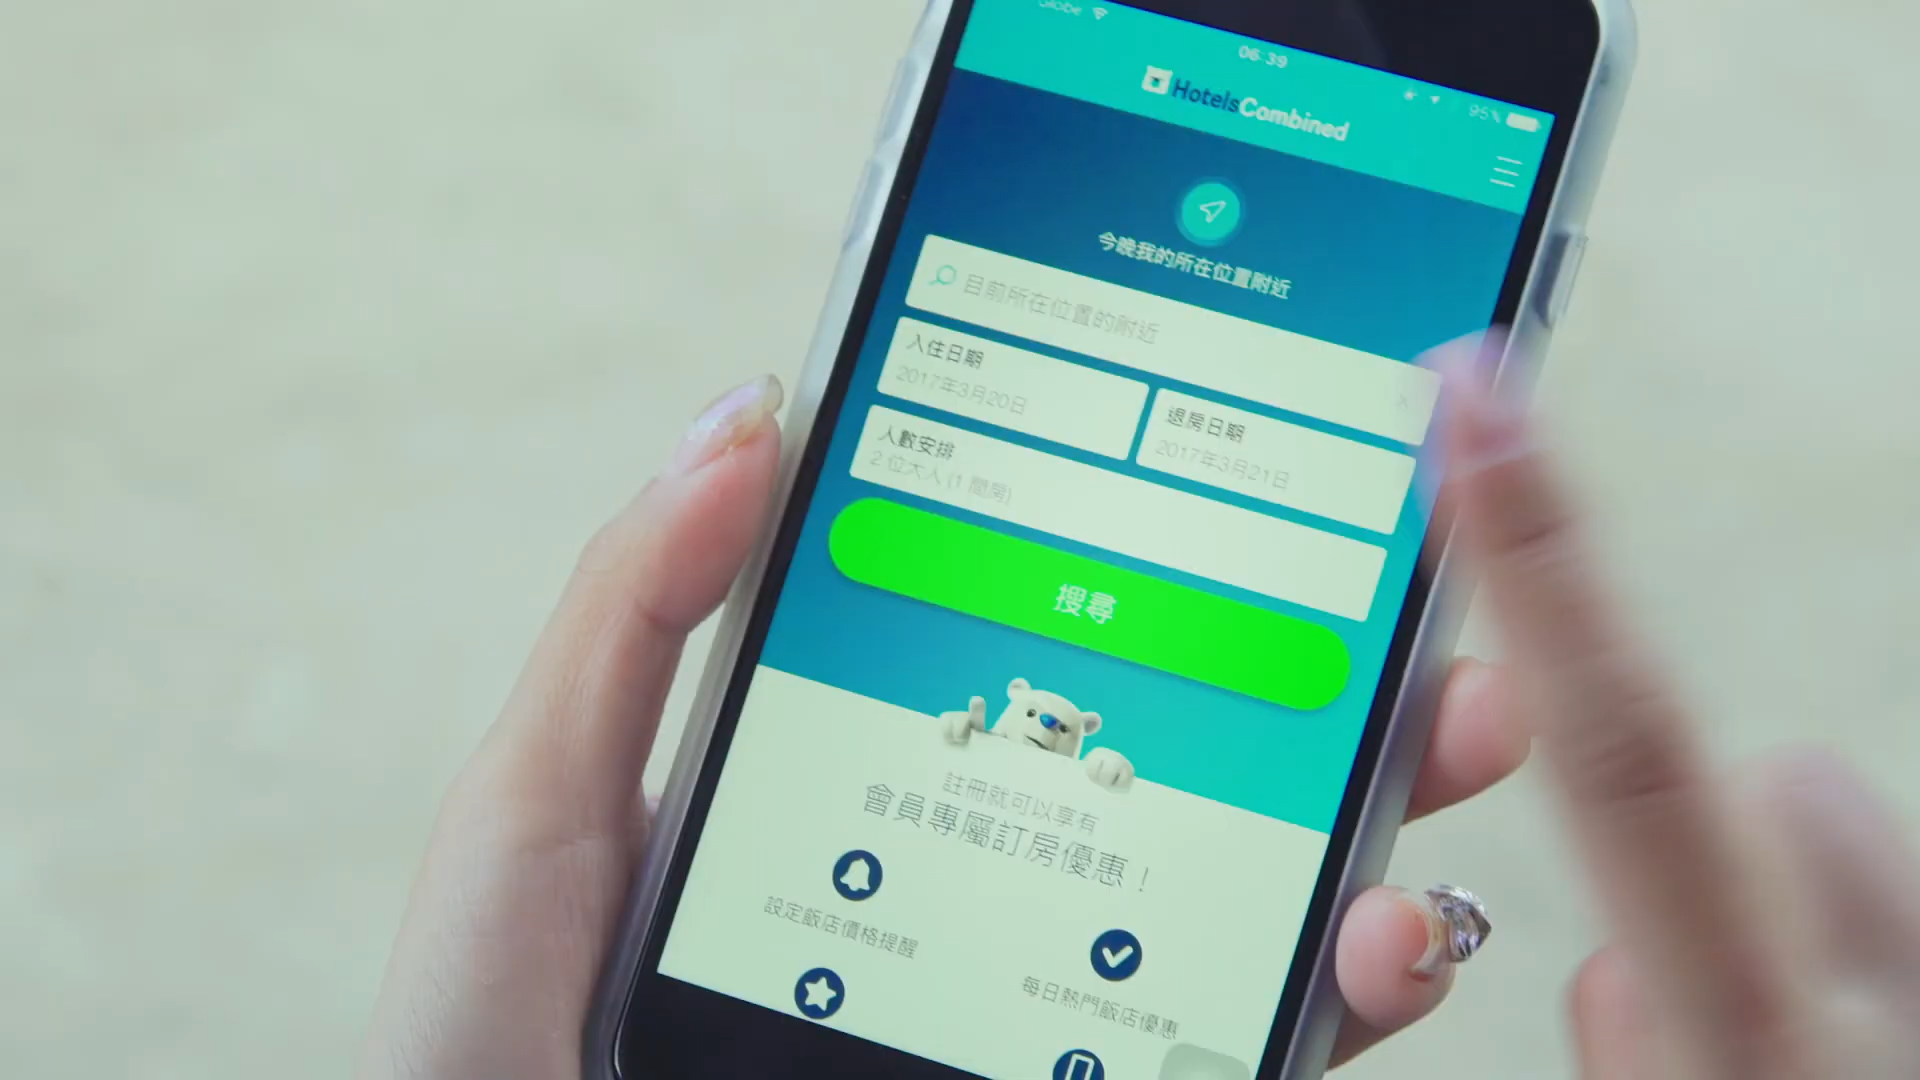 Globe
06:39
95%
HotelsCombined
今晚我的所在位置附近
目前所在位置的附近
入住日期
2017年3月20日
退房日期
2017年3月21日
人數安排
2 位大人 (1 間房)
搜尋
註冊就可以享有
會員專屬訂房優惠！
設定飯店價格提醒
每日熱門飯店優惠